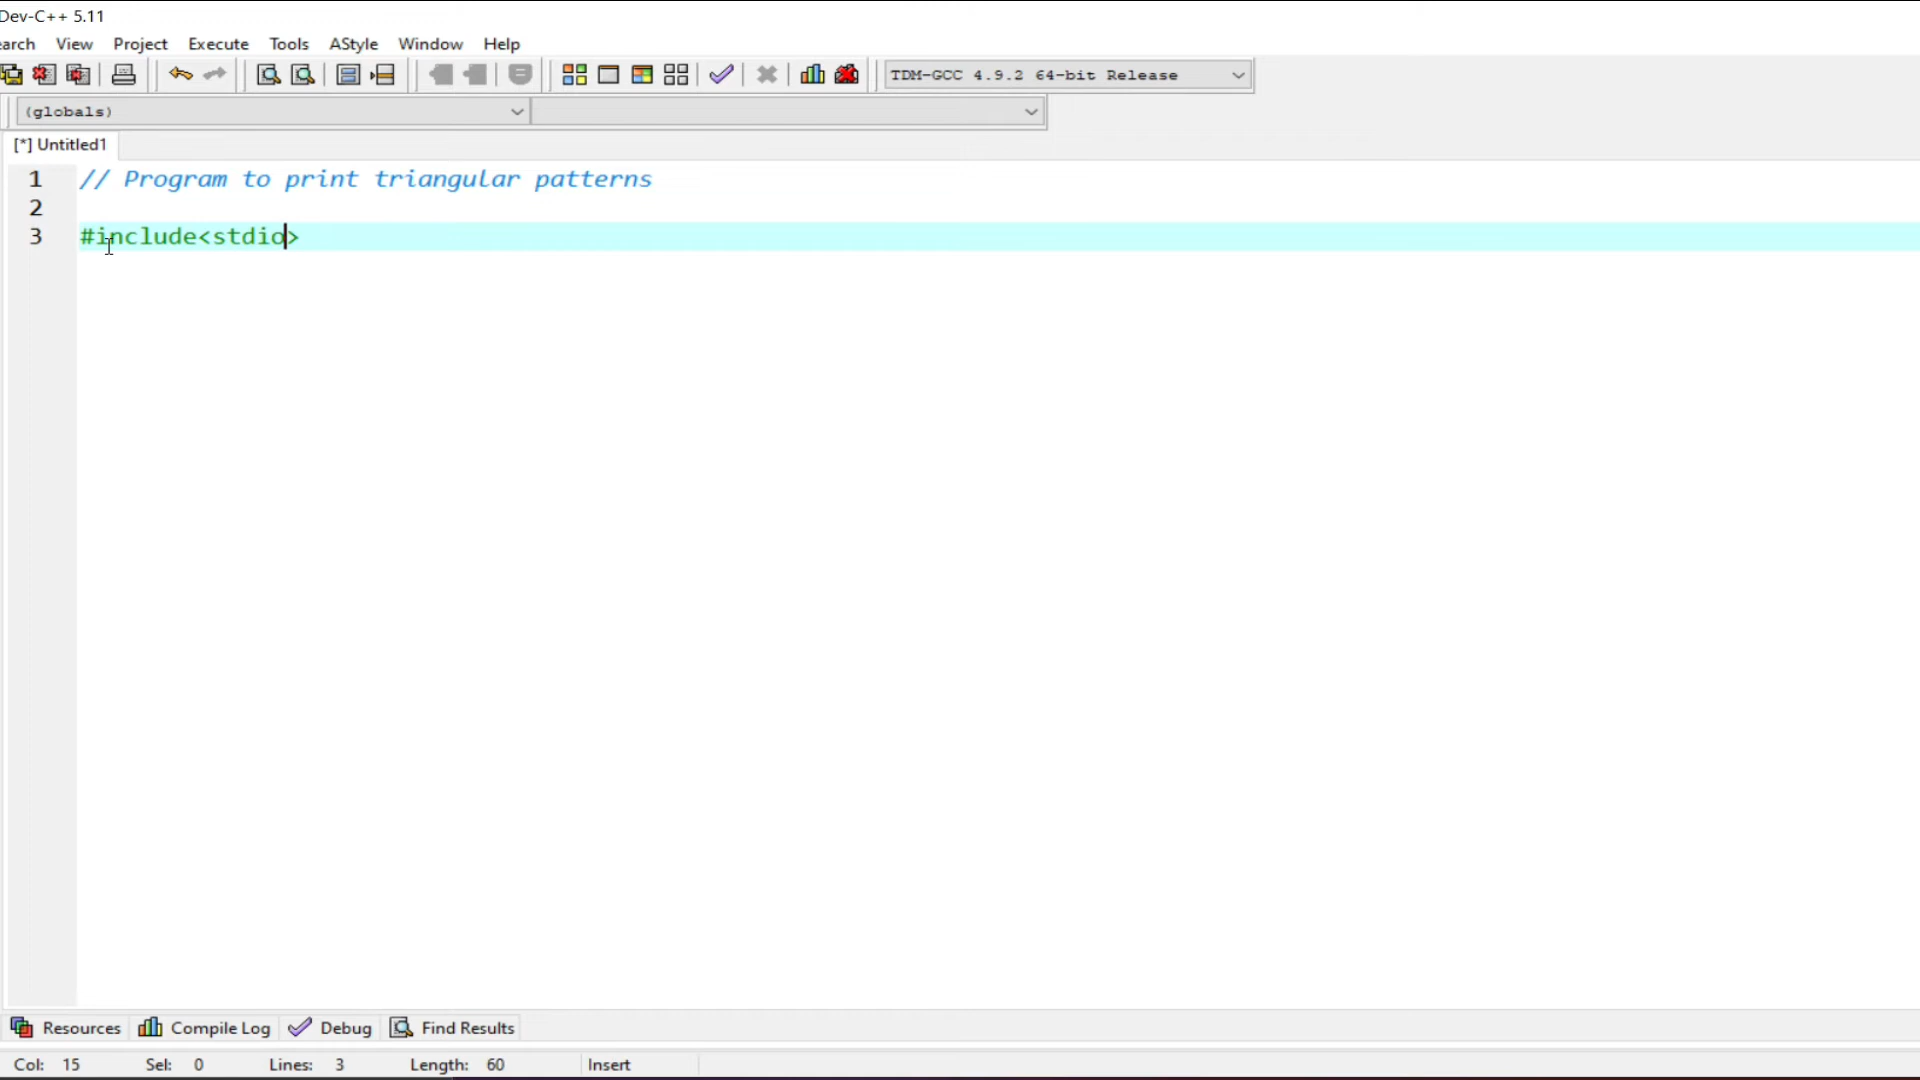 Dev-C++ 5.11
earch View Project Execute Tools AStyle Window Help
TDM-GCC 4.9.2 64-bit Release
(globals)
[*] Untitled1
1 // Program to print triangular patterns
2
3 #include<stdio>
Resources Compile Log Debug Find Results
Col: 15 Sel: 0 Lines: 3 Length: 60 Insert